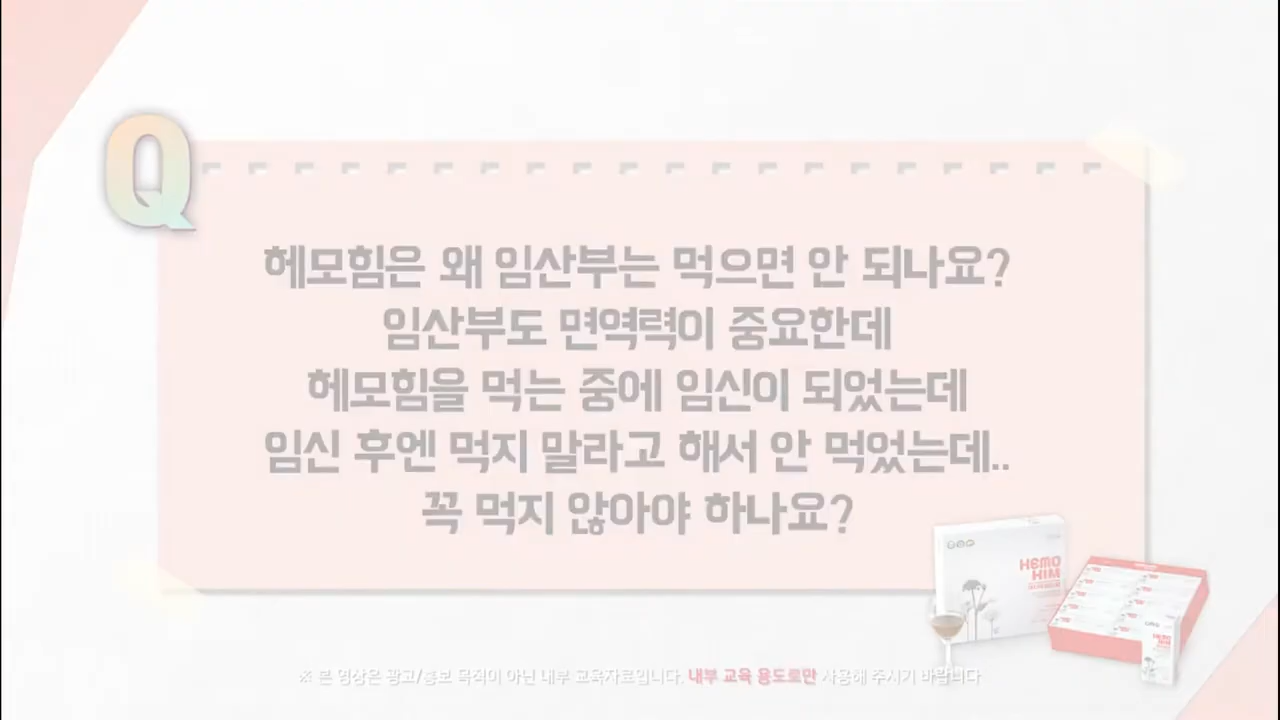 Q
헤모힘은 왜 임산부는 먹으면 안 되나요?
임산부도 면역력이 중요한데
헤모힘을 먹는 중에 임신이 되었는데
임신 후엔 먹지 말라고 해서 안 먹었는데..
꼭 먹지 않아야 하나요?
HEMO
HIM
※ 본 영상은 광고/홍보 목적이 아닌 내부 교육자료입니다. 내부 교육 용도로만 사용해 주시기 바랍니다